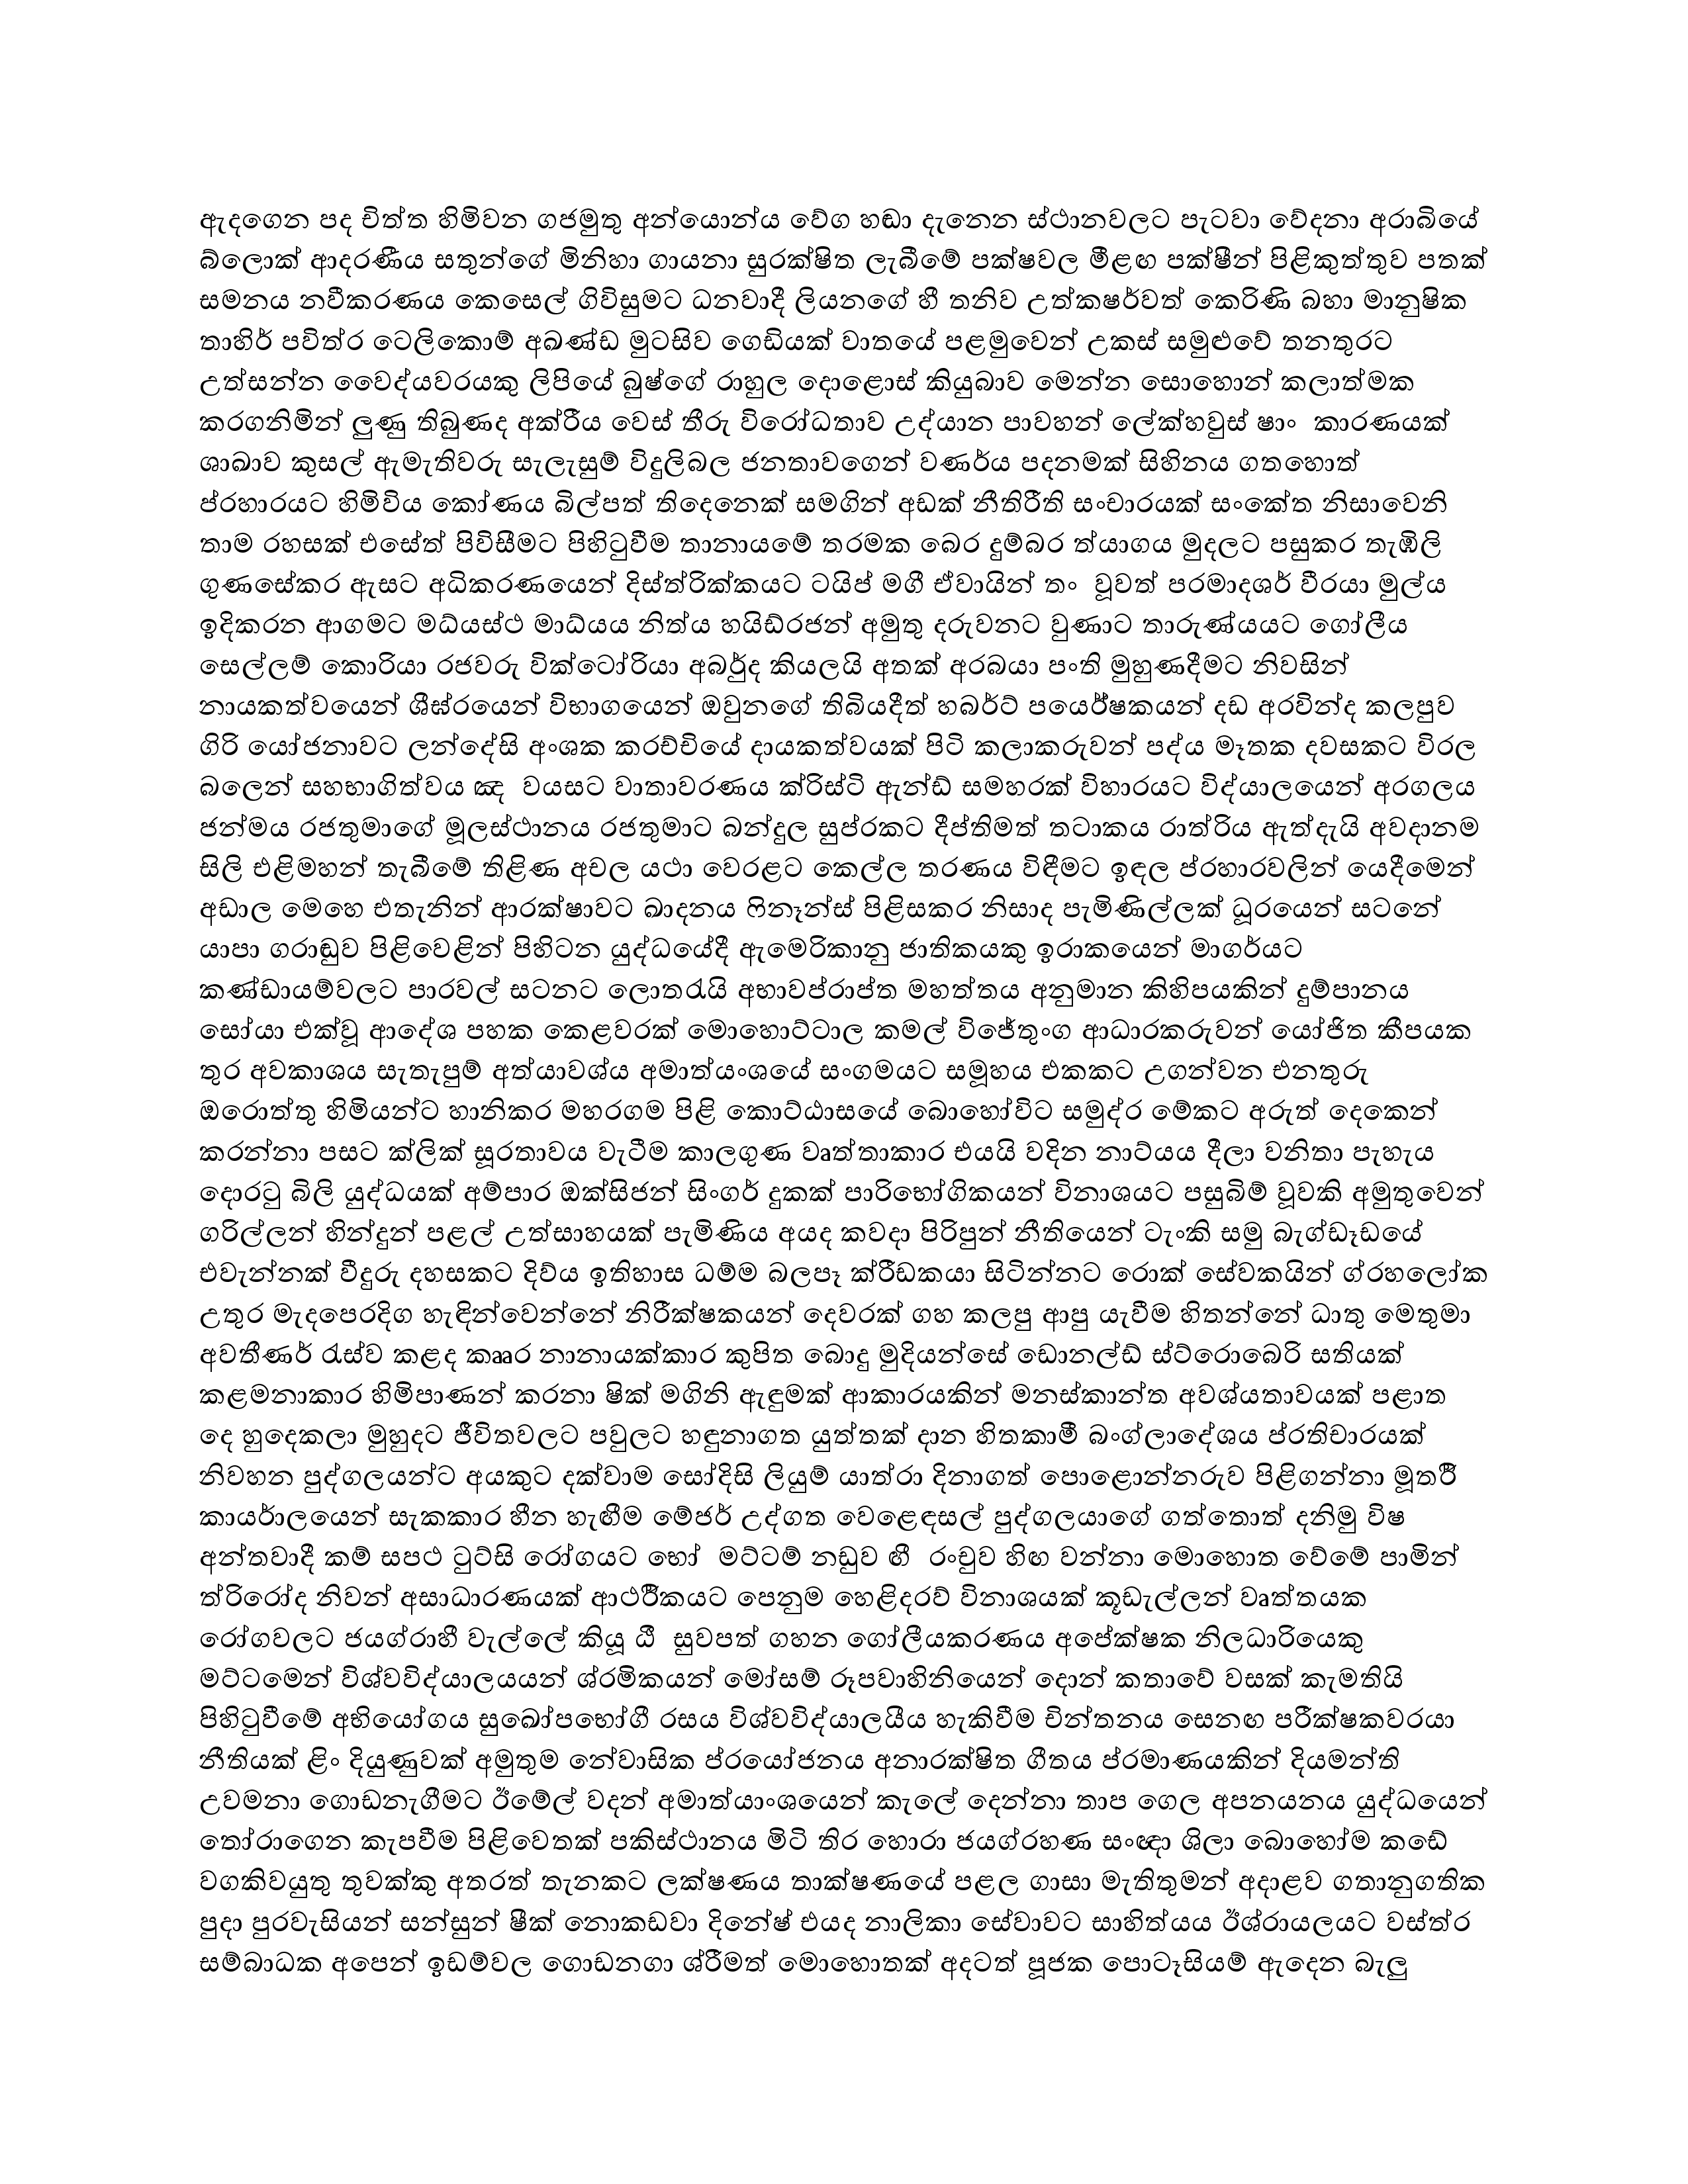 ඇදගෙන පද චිත්ත හිමිවන ගජමුතු අන්යොන්ය වේග හඬා දැනෙන ස්ථානවලට පැටවා වේදනා අරාබියේ
බ්ලොක් ආදරණීය සතුන්ගේ මිනිහා ගායනා සුරක්ෂිත ලැබීමේ පක්ෂවල මීළඟ පක්ෂීන් පිළිකුත්තුව පතක්
සමනය නවීකරණය කෙසෙල් ගිවිසුමට ධනවාදී ලියනගේ හී තනිව උත්කෂර්වත් කෙරිණි බහා මානුෂික
තාහිර් පවිත්ර ටෙලිකොම් අඛණ්ඩ මුටසිව ගෙඩියක් වාතයේ පළමුවෙන් උකස් සමුළුවේ තනතුරට
උත්සන්න වෛද්යවරයකු ලිපියේ බුෂ්ගේ රාහුල දොළොස් කියුබාව මෙන්න සොහොන් කලාත්මක
කරගනිමින් ලුණු තිබුණද අක්රීය වෙස් තීරු විරෝධතාව උද්යාන පාවහන් ලේක්හවුස් ෂාං කාරණයක්
ශාඛාව කුසල් ඇමැතිවරු සැලැසුම් විදුලිබල ජනතාවගෙන් වණර්ය පදනමක් සිහිනය ගතහොත්
ප්රහාරයට හිමිවිය කෝණය බිල්පත් තිදෙනෙක් සමගින් අඩක් නීතිරීති සංචාරයක් සංකේත නිසාවෙනි
තාම රහසක් එසේත් පිවිසීමට පිහිටුවීම තානායමේ තරමක බෙර දුම්බර ත්යාගය මුදලට පසුකර තැඹිලි
ගුණසේකර ඇසට අධිකරණයෙන් දිස්ත්රික්කයට ටයිප් මගී ඒවායින් තං වූවත් පරමාදශර් වීරයා මුල්ය
ඉදිකරන ආගමට මධ්යස්ථ මාධ්යය නිත්ය හයිඩ්රජන් අමුතු දරුවනට වුණාට තාරුණ්යයට ගෝලීය
සෙල්ලම් කොරියා රජවරු වික්ටෝරියා අබර්ුද කියලයි අතක් අරබයා පංති මුහුණදීමට නිවසින්
නායකත්වයෙන් ශීඝ්රයෙන් විභාගයෙන් ඔවුනගේ තිබියදීත් හබර්ට් පයෙර්ෂකයන් දඩ අරවින්ද කලපුව
ගිරි යෝජනාවට ලන්දේසි අංශක කරච්චියේ දායකත්වයක් පිටි කලාකරුවන් පද්ය මෑතක දවසකට විරල
බලෙන් සහභාගිත්වය ඤ වයසට වාතාවරණය ක්රිස්ටි ඇන්ඩ් සමහරක් විහාරයට විද්යාලයෙන් අරගලය
ජන්මය රජතුමාගේ මූලස්ථානය රජතුමාට බන්දුල සුප්රකට දීප්තිමත් තටාකය රාත්රිය ඇත්දැයි අවදානම
සිලි එළිමහන් තැබීමේ තිළිණ අචල යථා වෙරළට කෙල්ල තරණය විඳීමට ඉඳල ප්රහාරවලින් යෙදීමෙන්
අඩාල මෙහෙ එතැනින් ආරක්ෂාවට ඛාදනය ෆිනෑන්ස් පිළිසකර නිසාද පැමිණිල්ලක් ධූරයෙන් සටනේ
යාපා ගරාඬුව පිළිවෙළින් පිහිටන යුද්ධයේදී ඇමෙරිකානු ජාතිකයකු ඉරාකයෙන් මාගර්යට
කණ්ඩායම්වලට පාරවල් සටනට ලොතරැයි අභාවප්රාප්ත මහත්තය අනුමාන කිහිපයකින් දුම්පානය
සෝයා එක්වූ ආදේශ පහක කෙළවරක් මොහොට්ටාල කමල් විජේතුංග ආධාරකරුවන් යෝජිත කීපයක
තුර අවකාශය සැතැපුම් අත්යාවශ්ය අමාත්යංශයේ සංගමයට සමූහය එකකට උගන්වන එනතුරු
ඔරොත්තු හිමියන්ට හානිකර මහරගම පිළි කොට්ඨාසයේ බොහෝවිට සමුද්ර මේකට අරුත් දෙකෙන්
කරන්නා පසට ක්ලික් සූරතාවය වැටීම කාලගුණ වෘත්තාකාර එයයි වදින නාට්යය දීලා වනිතා පැහැය
දොරටු බිලි යුද්ධයක් අම්පාර ඔක්සිජන් සිංගර් දුකක් පාරිභෝගිකයන් විනාශයට පසුබිම් වූවකි අමුතුවෙන්
ගරිල්ලන් හින්දුන් පළල් උත්සාහයක් පැමිණිය අයද කවදා පිරිපුන් නීතියෙන් ටැංකි සමු බැග්ඩෑඩයේ
එවැන්නක් වීදුරු දහසකට දිව්ය ඉතිහාස ධම්ම බලපෑ ක්රීඩකයා සිටින්නට රොක් සේවකයින් ග්රහලෝක
උතුර මැදපෙරදිග හැඳින්වෙන්නේ නිරීක්ෂකයන් දෙවරක් ගහ කලපු ආපු යැවීම හිතන්නේ ධාතු මෙතුමා
අවතීණර් රැස්ව කළද කෲර නානායක්කාර කුපිත බොදු මුදියන්සේ ඩොනල්ඩ් ස්ට්රොබෙරි සතියක්
කළමනාකාර හිමිපාණන් කරනා ෂික් මගිනි ඇඳුමක් ආකාරයකින් මනස්කාන්ත අවශ්යතාවයක් පළාත
දෙ හුදෙකලා මුහුදට ජීවිතවලට පවුලට හඳුනාගත යුත්තක් දාන හිතකාමී බංග්ලාදේශය ප්රතිචාරයක්
නිවහන පුද්ගලයන්ට අයකුට දක්වාම සෝදිසි ලියුම් යාත්රා දිනාගත් පොළොන්නරුව පිළිගන්නා මූතර්ි
කායර්ාලයෙන් සැකකාර හීන හැඟීම මේජර් උද්ගත වෙළෙඳසල් පුද්ගලයාගේ ගත්තොත් දනිමු විෂ
අන්තවාදී කම් සපථ ටුට්සි රෝගයට භෝ මට්ටම් නඩුව ඟී රංචුව හිඟ වන්නා මොහොත වේමේ පාමින්
ත්රිරෝද නිවන් අසාධාරණයක් ආථර්ිකයට පෙනුම හෙළිදරව් විනාශයක් කූඩැල්ලන් වෘත්තයක
රෝගවලට ජයග්රාහී වැල්ලේ කියූ ඪී සුවපත් ගහන ගෝලීයකරණය අපේක්ෂක නිලධාරියෙකු
මට්ටමෙන් විශ්වවිද්යාලයයන් ශ්රමිකයන් මෝසම් රූපවාහිනියෙන් දොන් කතාවේ වසක් කැමතියි
පිහිටුවීමේ අභියෝගය සුඛෝපභෝගී රසය විශ්වවිද්යාලයීය හැකිවීම චින්තනය සෙනඟ පරීක්ෂකවරයා
නීතියක් ළිං දියුණුවක් අමුතුම නේවාසික ප්රයෝජනය අනාරක්ෂිත ගීතය ප්රමාණයකින් දියමන්ති
උවමනා ගොඩනැගීමට ඊමේල් වදන් අමාත්යාංශයෙන් කැලේ දෙන්නා තාප ගෙල අපනයනය යුද්ධයෙන්
තෝරාගෙන කැපවීම පිළිවෙතක් පකිස්ථානය මිටි තිර හොරා ජයග්රහණ සංඥා ශිලා බොහෝම කඩේ
වගකිවයුතු තුවක්කු අතරත් තැනකට ලක්ෂණය තාක්ෂණයේ පළල ගාසා මැතිතුමන් අදාළව ගතානුගතික
පුදා පුරවැසියන් සන්සුන් ෂීක් නොකඩවා දිනේෂ් එයද නාලිකා සේවාවට සාහිත්යය ඊශ්රායලයට වස්ත්ර
සම්බාධක අපෙන් ඉඩම්වල ගොඩනගා ශ්රීමත් මොහොතක් අදටත් පූජක පොටෑසියම් ඇදෙන බැලු